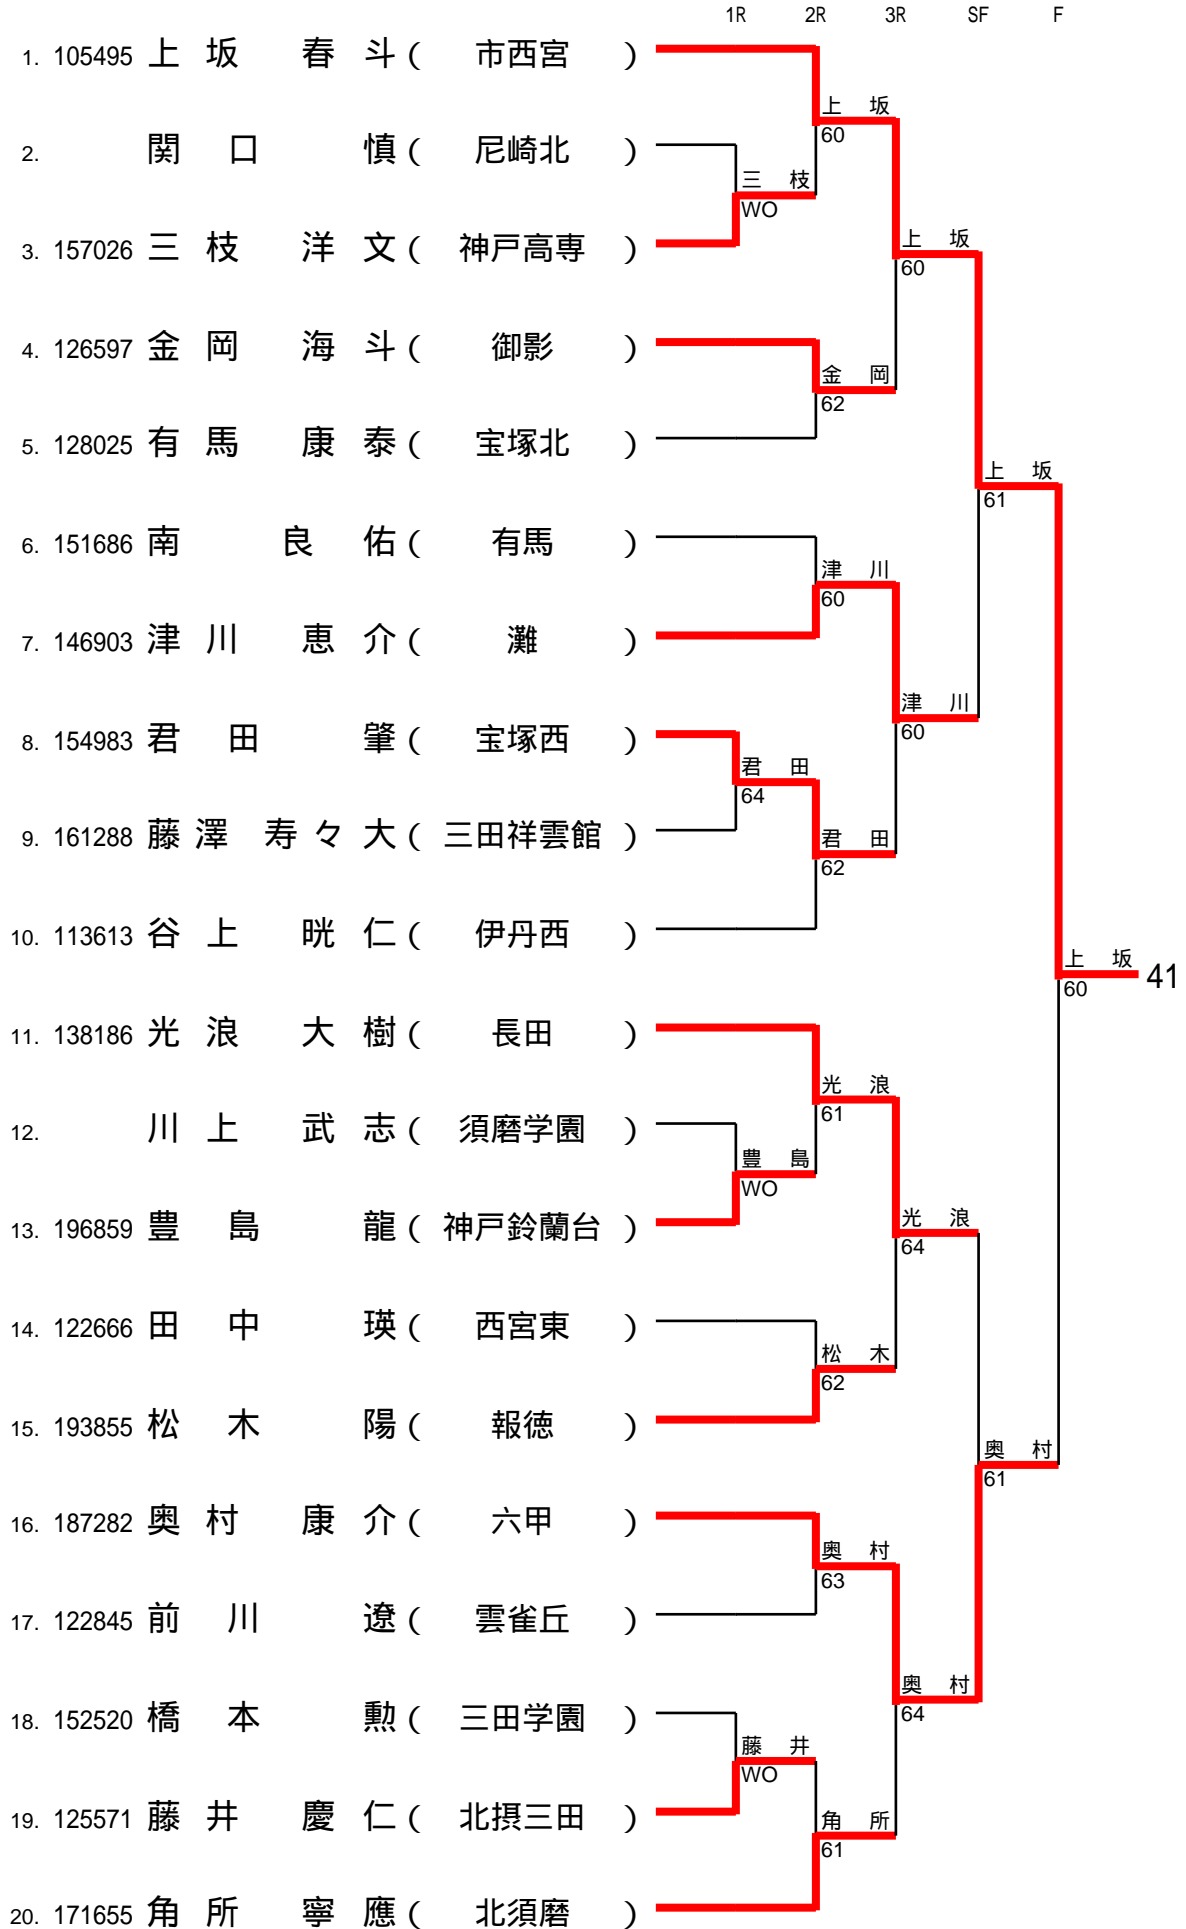 1R 2R 3R SF F
1. 105495 上坂 春斗 ( 市西宮 )
上坂
60
2. 関口 慎 ( 尼崎北 )
三枝
WO
3. 157026 三枝 洋文 ( 神戸高専 )
上坂
60
4. 126597 金岡 海斗 ( 御影 )
金岡
62
5. 128025 有馬 康泰 ( 宝塚北 )
上坂
61
6. 151686 南 良佑 ( 有馬 )
津川
60
7. 146903 津川 恵介 ( 灘 )
津川
60
8. 154983 君田 肇 ( 宝塚西 )
君田
64
9. 161288 藤澤 寿々大 ( 三田祥雲館 )
君田
62
10. 113613 谷上 晄仁 ( 伊丹西 )
上坂 41
60
11. 138186 光浪 大樹 ( 長田 )
光浪
61
12. 川上 武志 ( 須磨学園 )
豊島
WO
13. 196859 豊島 龍 ( 神戸鈴蘭台 )
光浪
64
14. 122666 田中 瑛 ( 西宮東 )
松木
62
15. 193855 松木 陽 ( 報徳 )
奥村
61
16. 187282 奥村 康介 ( 六甲 )
奥村
63
17. 122845 前川 遼 ( 雲雀丘 )
奥村
64
18. 152520 橋本 勲 ( 三田学園 )
藤井
WO
19. 125571 藤井 慶仁 ( 北摂三田 )
角所
61
20. 171655 角所 寧應 ( 北須磨 )